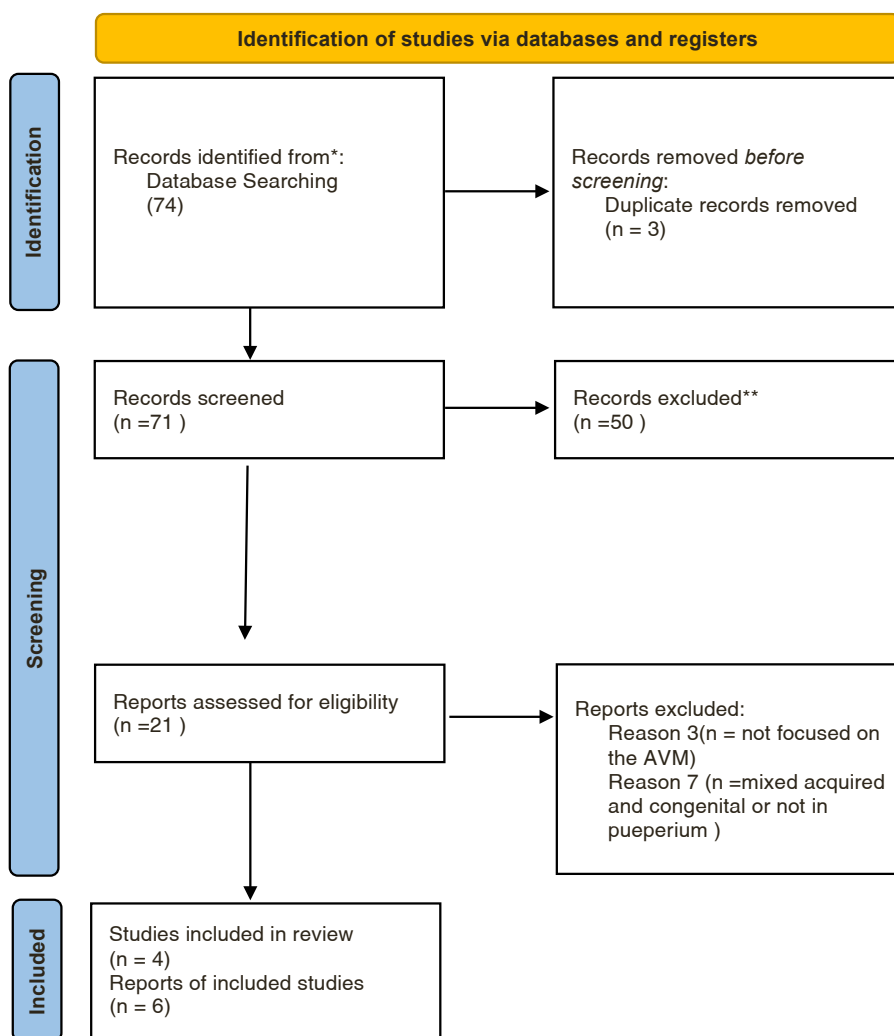 Identification of studies via databases and registers
Identification
Records identified from*:
Database Searching
(74)
Records removed before
screening:
Duplicate records removed
(n = 3)
Screening
Records screened
(n =71 )
Records excluded**
(n =50 )
Reports assessed for eligibility
(n =21 )
Reports excluded:
Reason 3(n = not focused on
the AVM)
Reason 7 (n =mixed acquired
and congenital or not in
pueperium )
Included
Studies included in review
(n = 4)
Reports of included studies
(n = 6)